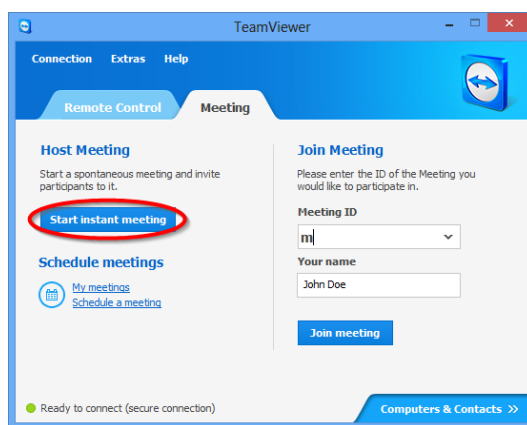 TeamViewer
Connection Extras Help
Remote Control Meeting
Host Meeting
Start a spontaneous meeting and invite
participants to it.
Start instant meeting
Schedule meetings
My meetings
Schedule a meeting
Join Meeting
Please enter the ID of the Meeting you
would like to participate in.
Meeting ID
m
Your name
John Doe
Join meeting
Ready to connect (secure connection)
Computers & Contacts >>